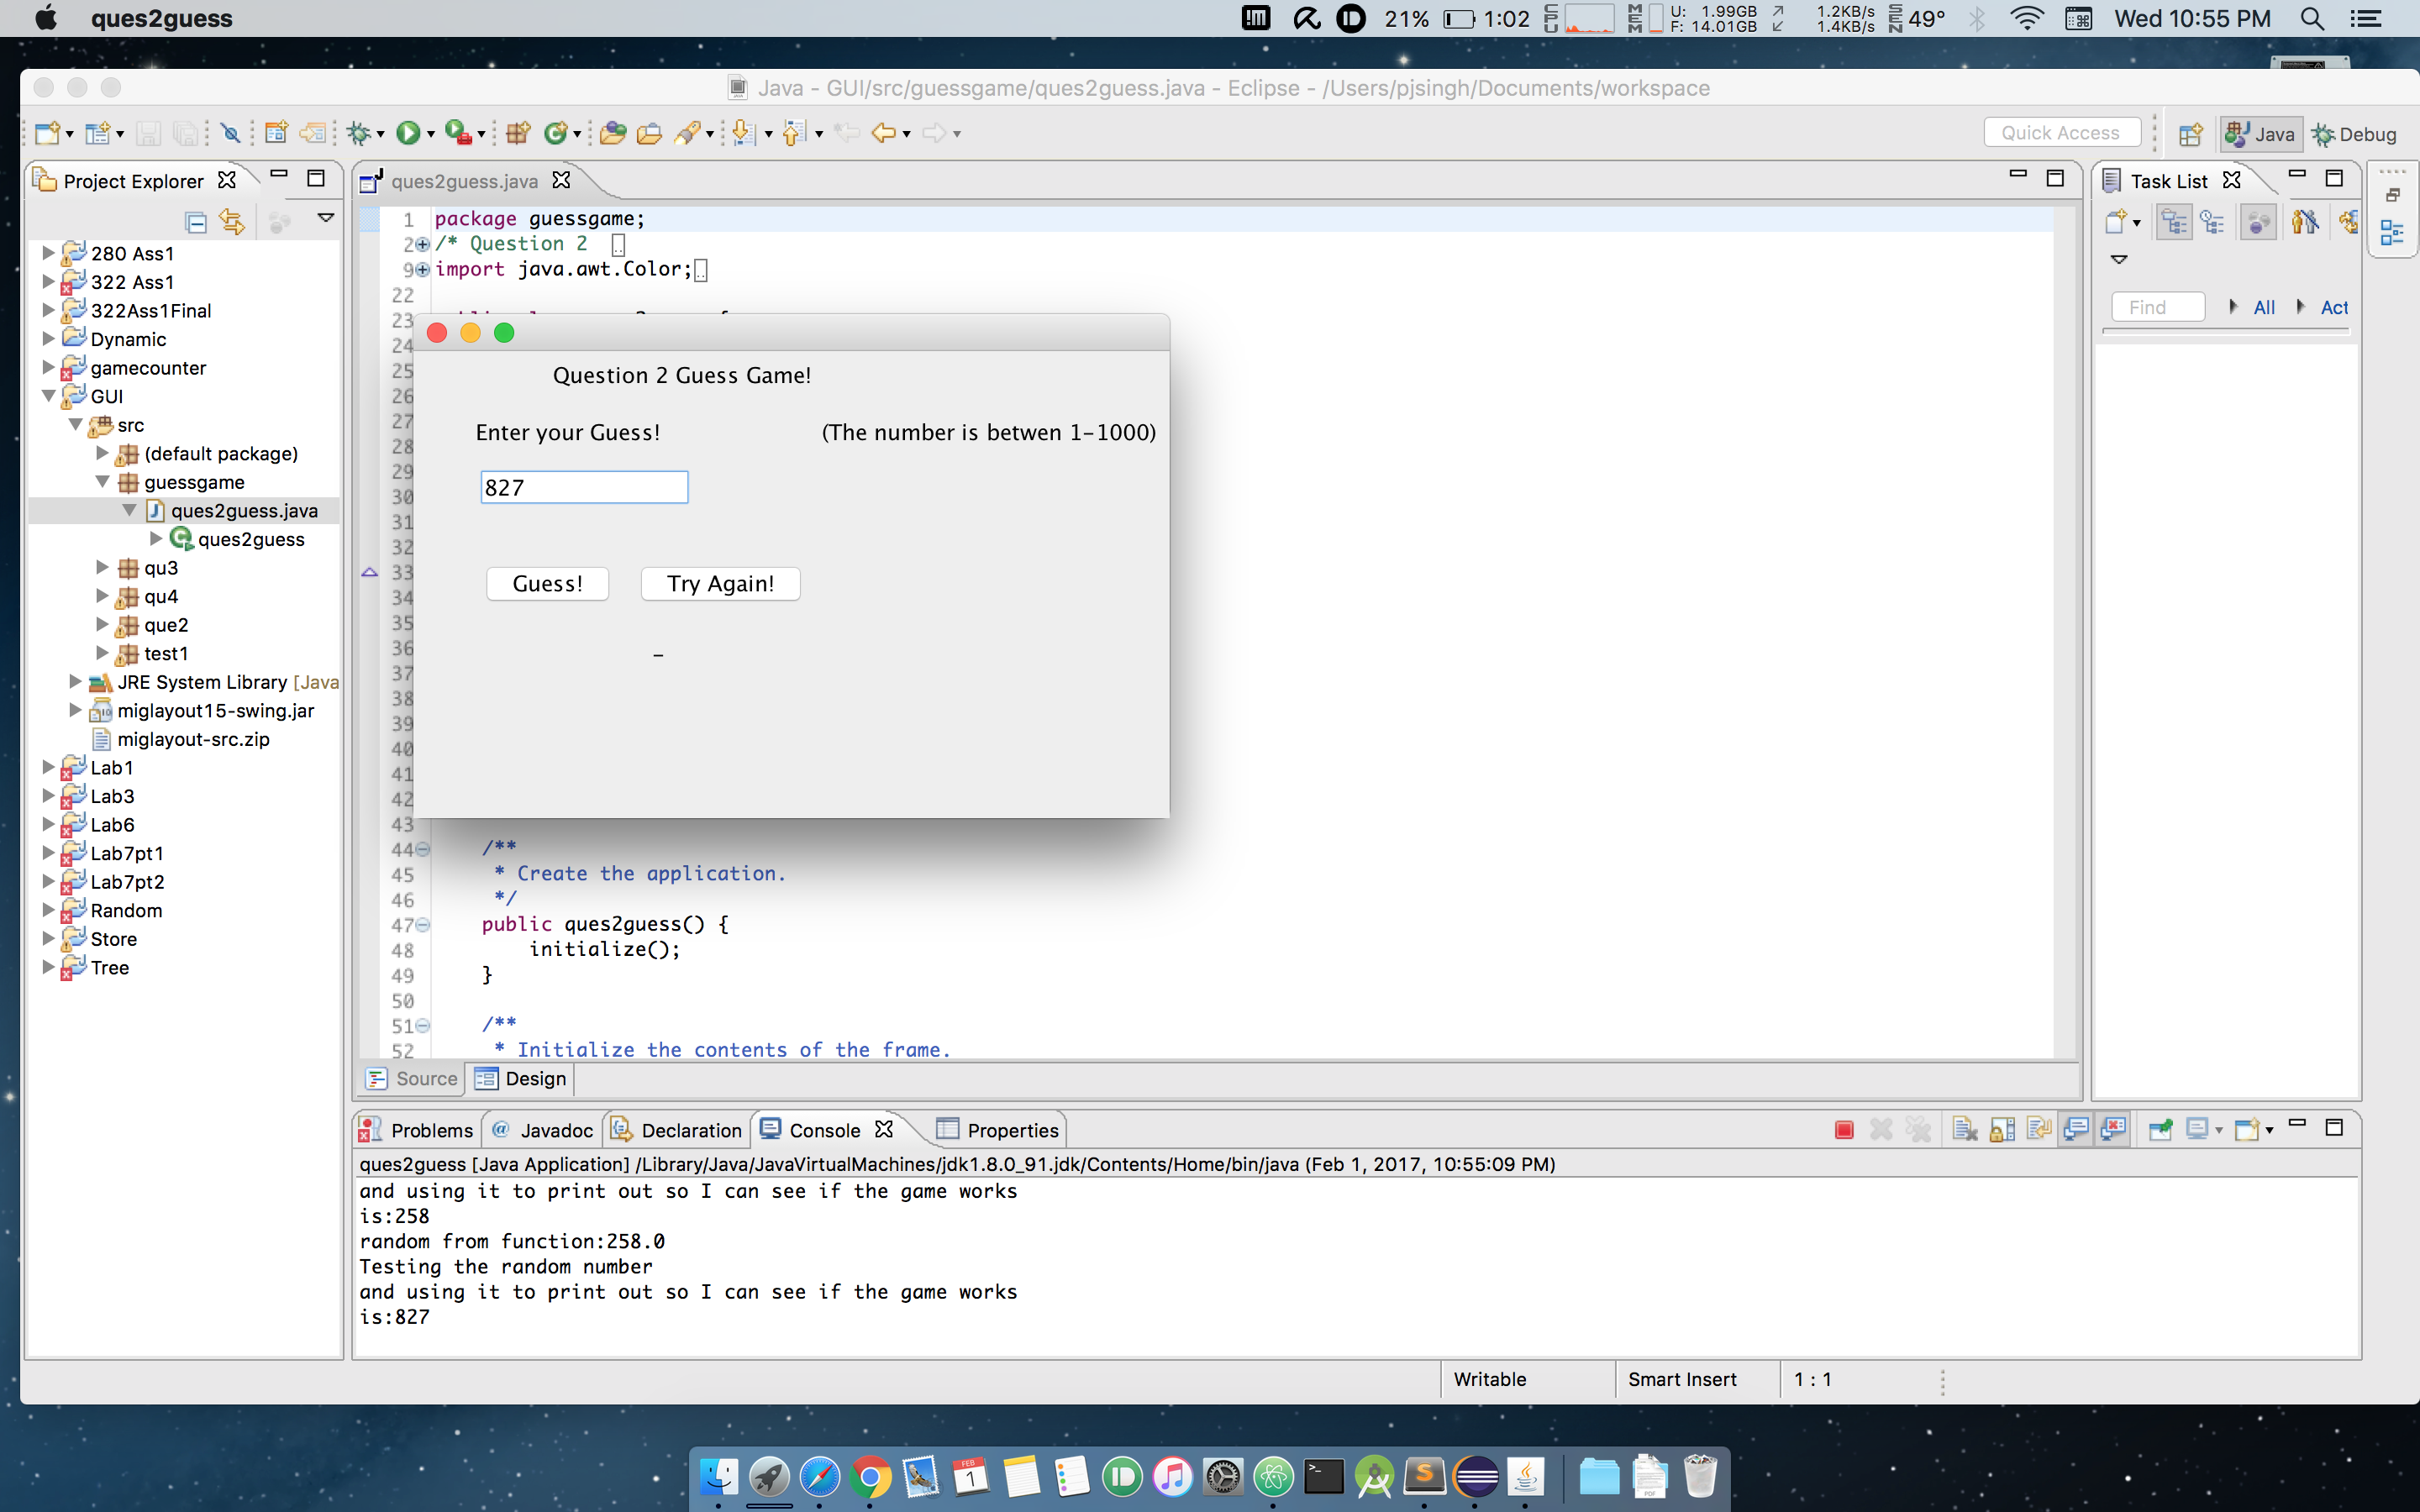 ques2guess
21%
1:02
CPU
MEM
U: 1.99GB
F: 14.01GB
1.2KB/s
1.4KB/s
SEN
49°
Wed 10:55 PM
Java - GUI/src/guessgame/ques2guess.java - Eclipse - /Users/pjsingh/Documents/workspace
Quick Access
Java
Debug
Project Explorer
280 Ass1
322 Ass1
322Ass1Final
Dynamic
gamecounter
GUI
src
(default package)
guessgame
ques2guess.java
ques2guess
qu3
qu4
que2
test1
JRE System Library [Java
miglayout15-swing.jar
miglayout-src.zip
Lab1
Lab3
Lab6
Lab7pt1
Lab7pt2
Random
Store
Tree
ques2guess.java
1 package guessgame;
2 /* Question 2
9 import java.awt.Color;
22
23
24
25
26
27
28
29
30
31
32
33
34
35
36
37
38
39
40
41
42
43
44 /**
45 * Create the application.
46 */
47 public ques2guess() {
48 initialize();
49 }
50
51 /**
52 * Initialize the contents of the frame.
Question 2 Guess Game!
Enter your Guess!
(The number is betwen 1-1000)
827
Guess!
Try Again!
-
Source
Design
Task List
Find
All
Act
Problems
Javadoc
Declaration
Console
Properties
ques2guess [Java Application] /Library/Java/JavaVirtualMachines/jdk1.8.0_91.jdk/Contents/Home/bin/java (Feb 1, 2017, 10:55:09 PM)
and using it to print out so I can see if the game works
is:258
random from function:258.0
Testing the random number
and using it to print out so I can see if the game works
is:827
Writable
Smart Insert
1 : 1
FEB
1